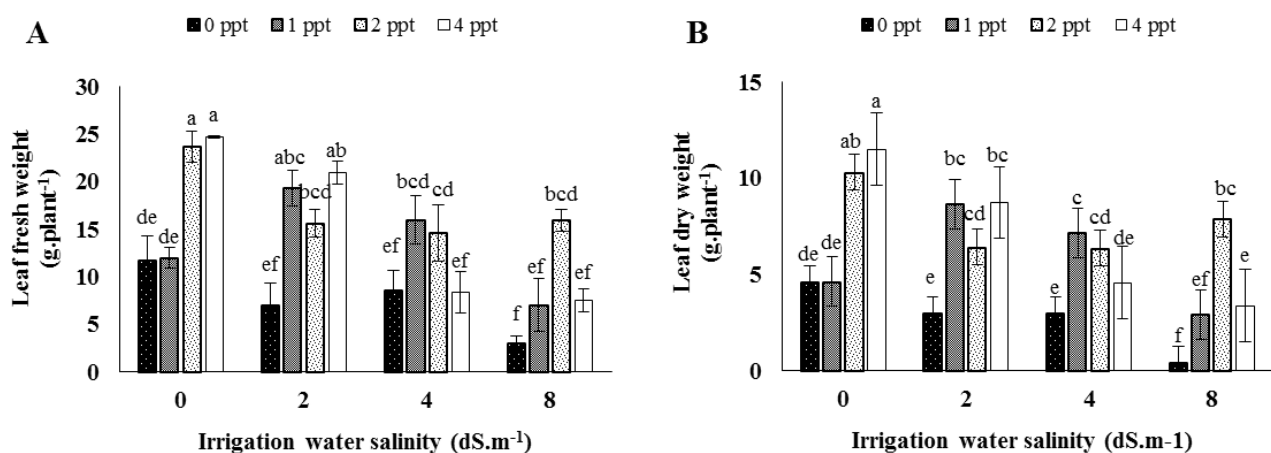 A
0 ppt 1 ppt 2 ppt 4 ppt
Leaf fresh weight
(g.plant⁻¹)
30
25
20
15
10
5
0
de de a a
ef abc bcd ab
ef bcd cd ef
f ef bcd ef
0 2 4 8
Irrigation water salinity (dS.m⁻¹)
B
0 ppt 1 ppt 2 ppt 4 ppt
Leaf dry weight
(g.plant⁻¹)
15
10
5
0
de de ab a
e bc cd bc
e c cd de
f ef bc e
0 2 4 8
Irrigation water salinity (dS.m-1)